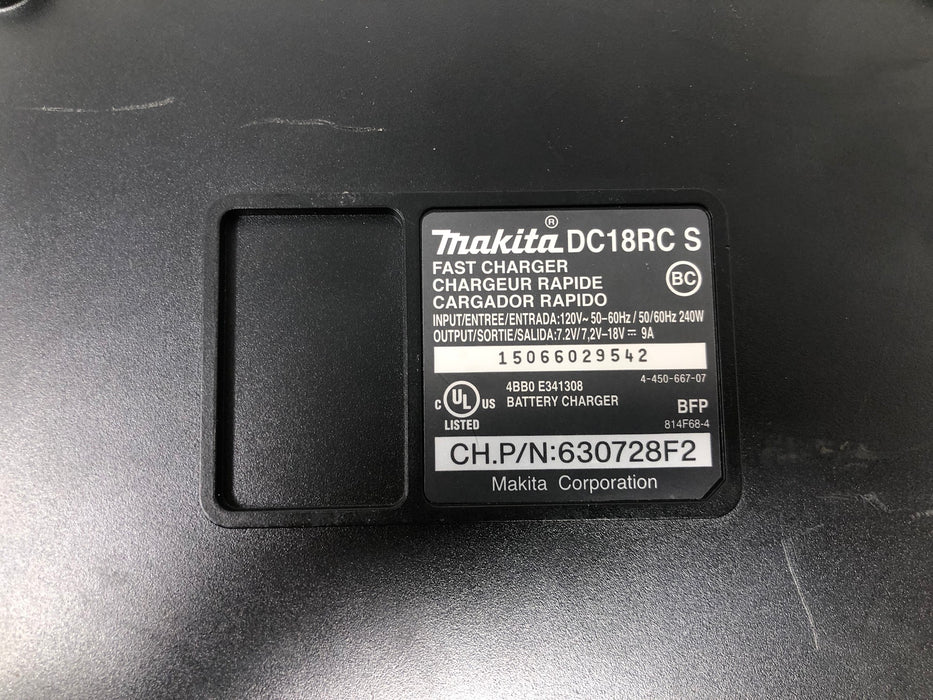 makita® DC18RC S
FAST CHARGER
CHARGEUR RAPIDE
CARGADOR RAPIDO
BC
INPUT/ENTREE/ENTRADA:120V~ 50-60Hz / 50/60Hz 240W
OUTPUT/SORTIE/SALIDA:7.2V/7,2V-18V ⎓ 9A
15066029542
4-450-667-07
C UL US
LISTED
4BB0 E341308
BATTERY CHARGER
BFP
814F68-4
CH.P/N:630728F2
Makita Corporation